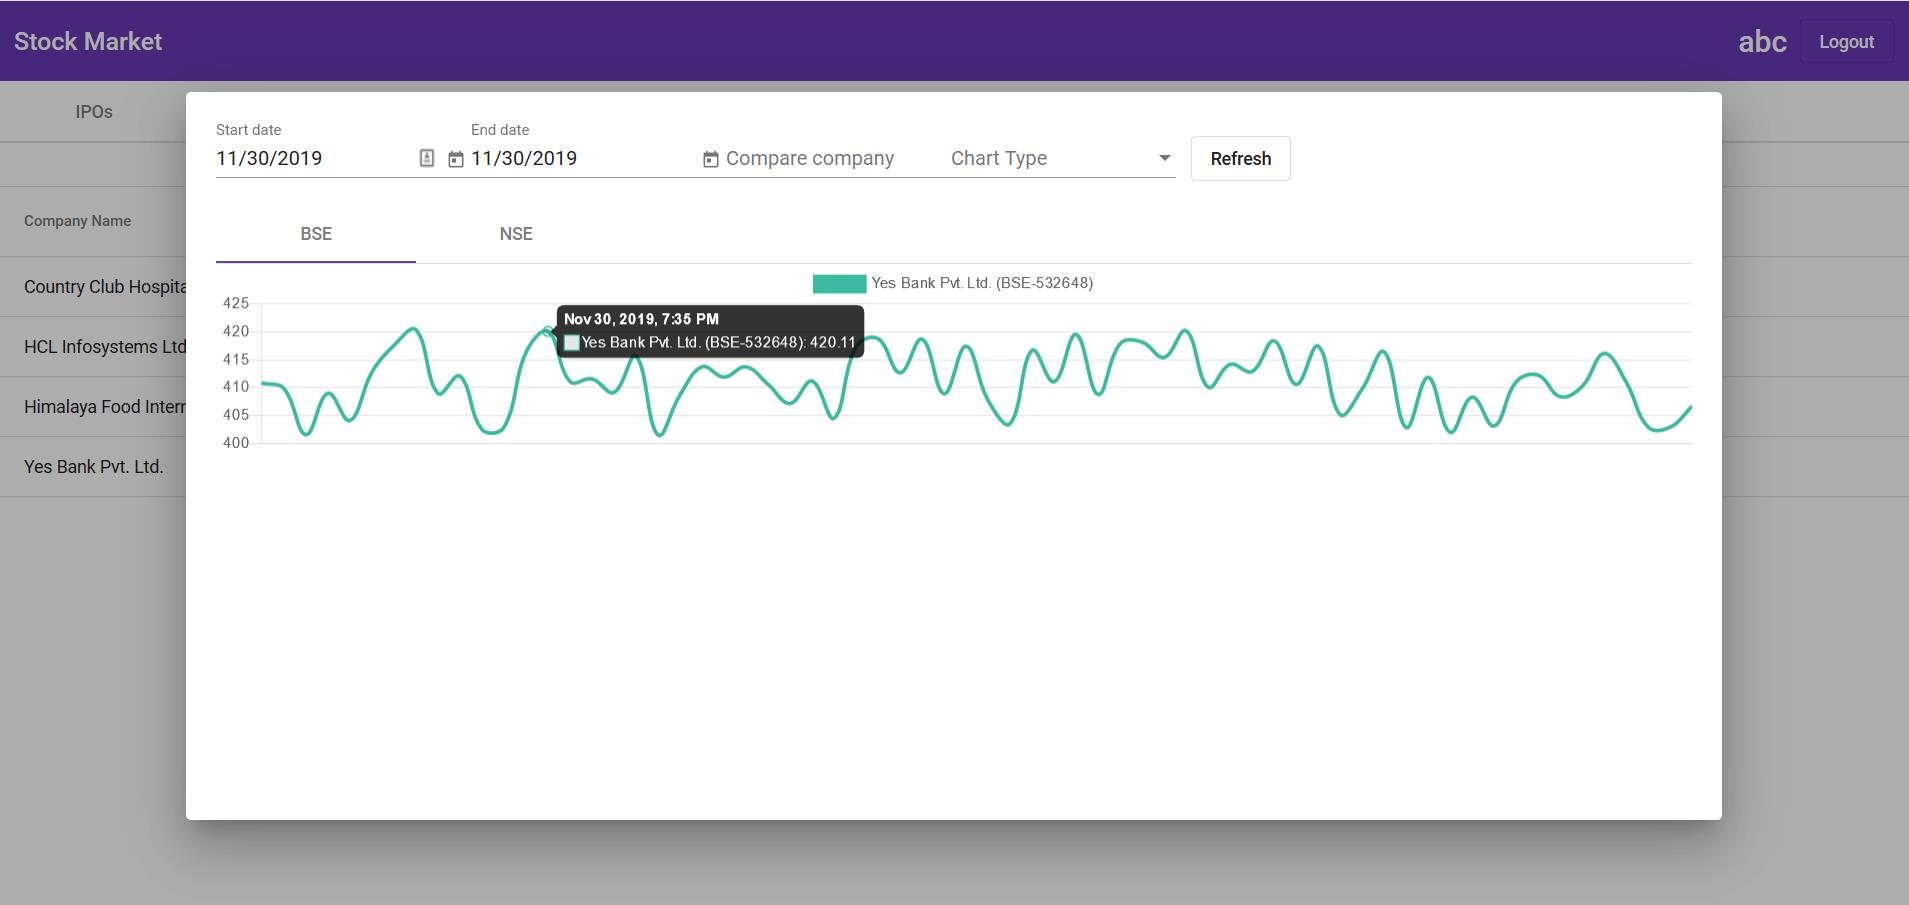 Stock Market
abc
Logout
IPOs
Start date
End date
11/30/2019
11/30/2019
Compare company
Chart Type
Refresh
BSE
NSE
Company Name
Country Club Hospita
HCL Infosystems Ltd
Himalaya Food Intern
Yes Bank Pvt. Ltd.
Yes Bank Pvt. Ltd. (BSE-532648)
425
420
415
410
405
400
Nov 30, 2019, 7:35 PM
Yes Bank Pvt. Ltd. (BSE-532648): 420.11